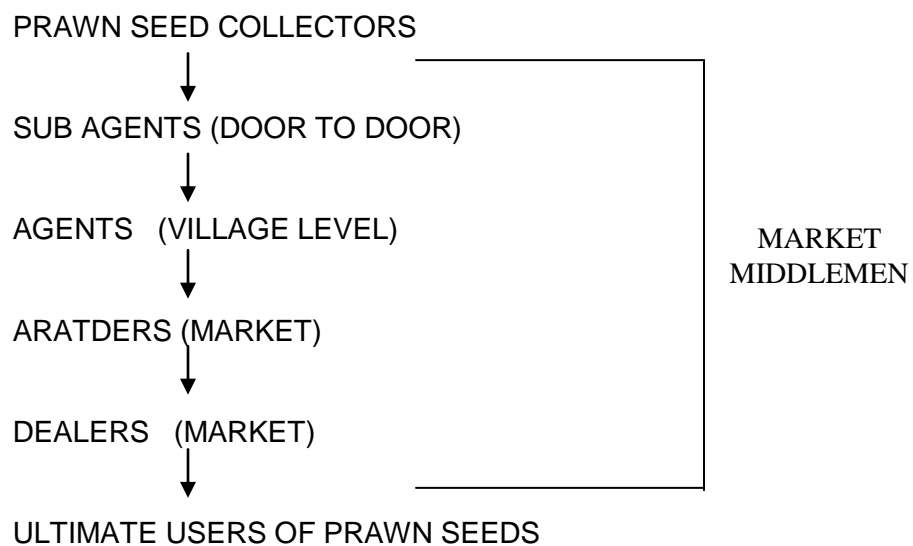 PRAWN SEED COLLECTORS
SUB AGENTS (DOOR TO DOOR)
AGENTS (VILLAGE LEVEL)
MARKET
MIDDLEMEN
ARATDERS (MARKET)
DEALERS (MARKET)
ULTIMATE USERS OF PRAWN SEEDS